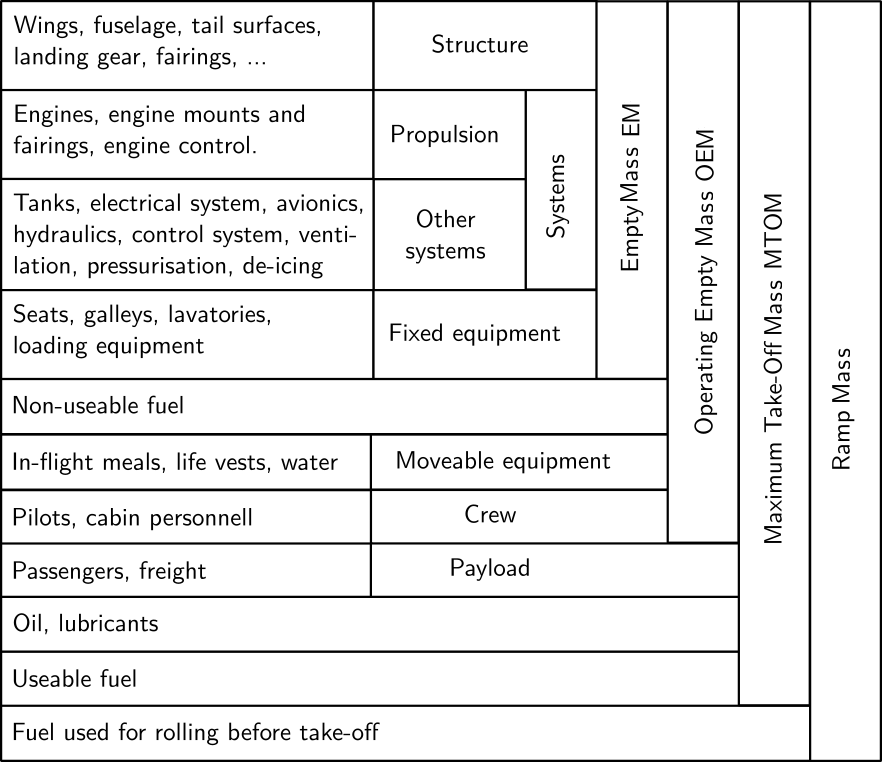 Wings, fuselage, tail surfaces,
landing gear, fairings, ...
Structure
Engines, engine mounts and
fairings, engine control.
Propulsion
Tanks, electrical system, avionics,
hydraulics, control system, venti-
lation, pressurisation, de-icing
Other
systems
Systems
Seats, galleys, lavatories,
loading equipment
Fixed equipment
EmptyMass EM
Non-useable fuel
In-flight meals, life vests, water
Moveable equipment
Pilots, cabin personnell
Crew
Operating Empty Mass OEM
Passengers, freight
Payload
Oil, lubricants
Useable fuel
Maximum Take-Off Mass MTOM
Fuel used for rolling before take-off
Ramp Mass